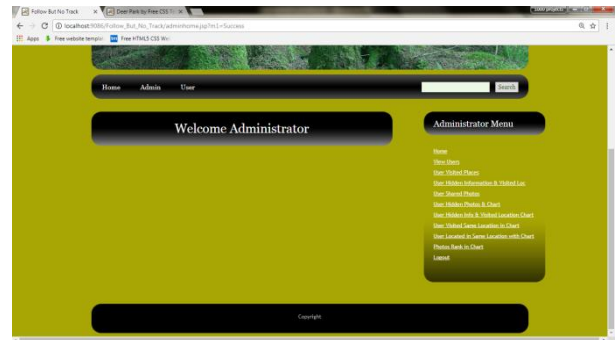 Follow But No Track
Deer Park by Free CSS Te
localhost:9086/Follow_But_No_Track/adminhome.jsp?m1=Success
Apps
Free website templa
Free HTML5 CSS We
Home Admin User
Search
Welcome Administrator
Administrator Menu
Home
View Users
User Visited Places
User Hidden Information & Visited Loc
User Shared Photos
User Hidden Photos & Chart
User Hidden Info & Visited Location Chart
User Visited Same Location In Chart
User Located In Same Location with Chart
Photos Rank In Chart
Logout
Copyright